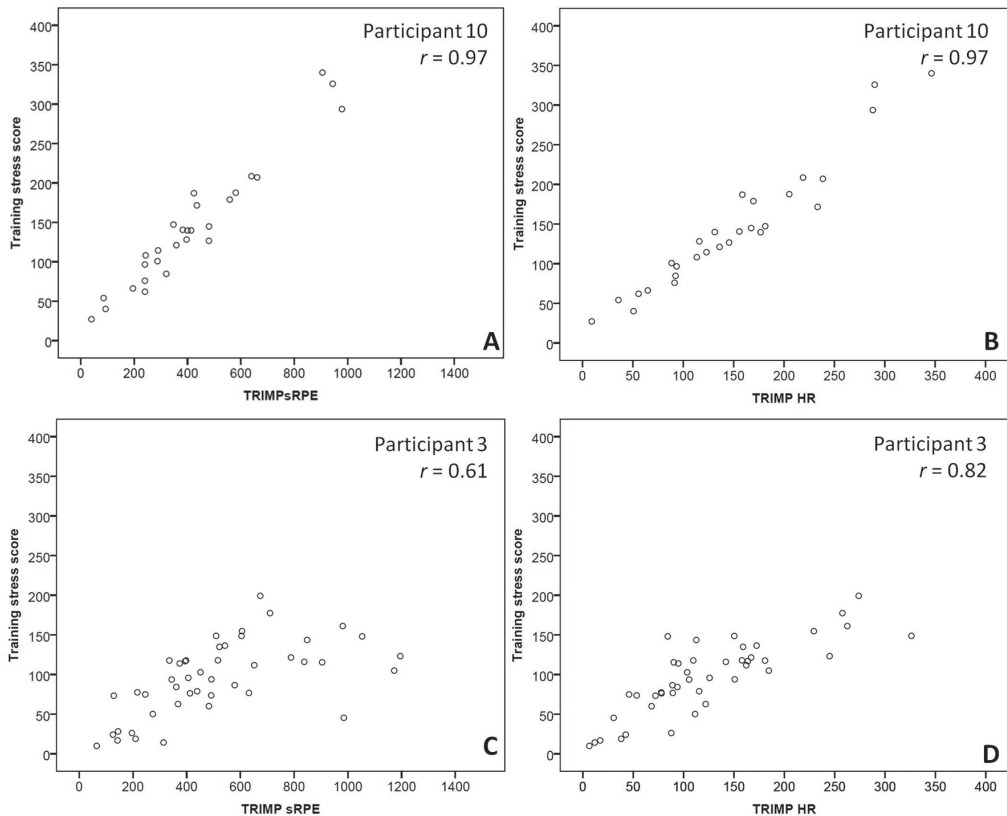 Participant 10
r = 0.97
400
350
300
250
200
150
100
50
0
Training stress score
0 200 400 600 800 1000 1200 1400
TRIMPsRPE
A
Participant 10
r = 0.97
400
350
300
250
200
150
100
50
0
Training stress score
0 50 100 150 200 250 300 350 400
TRIMP HR
B
Participant 3
r = 0.61
400
350
300
250
200
150
100
50
0
Training stress score
0 200 400 600 800 1000 1200 1400
TRIMP sRPE
C
Participant 3
r = 0.82
400
350
300
250
200
150
100
50
0
Training stress score
0 50 100 150 200 250 300 350 400
TRIMP HR
D